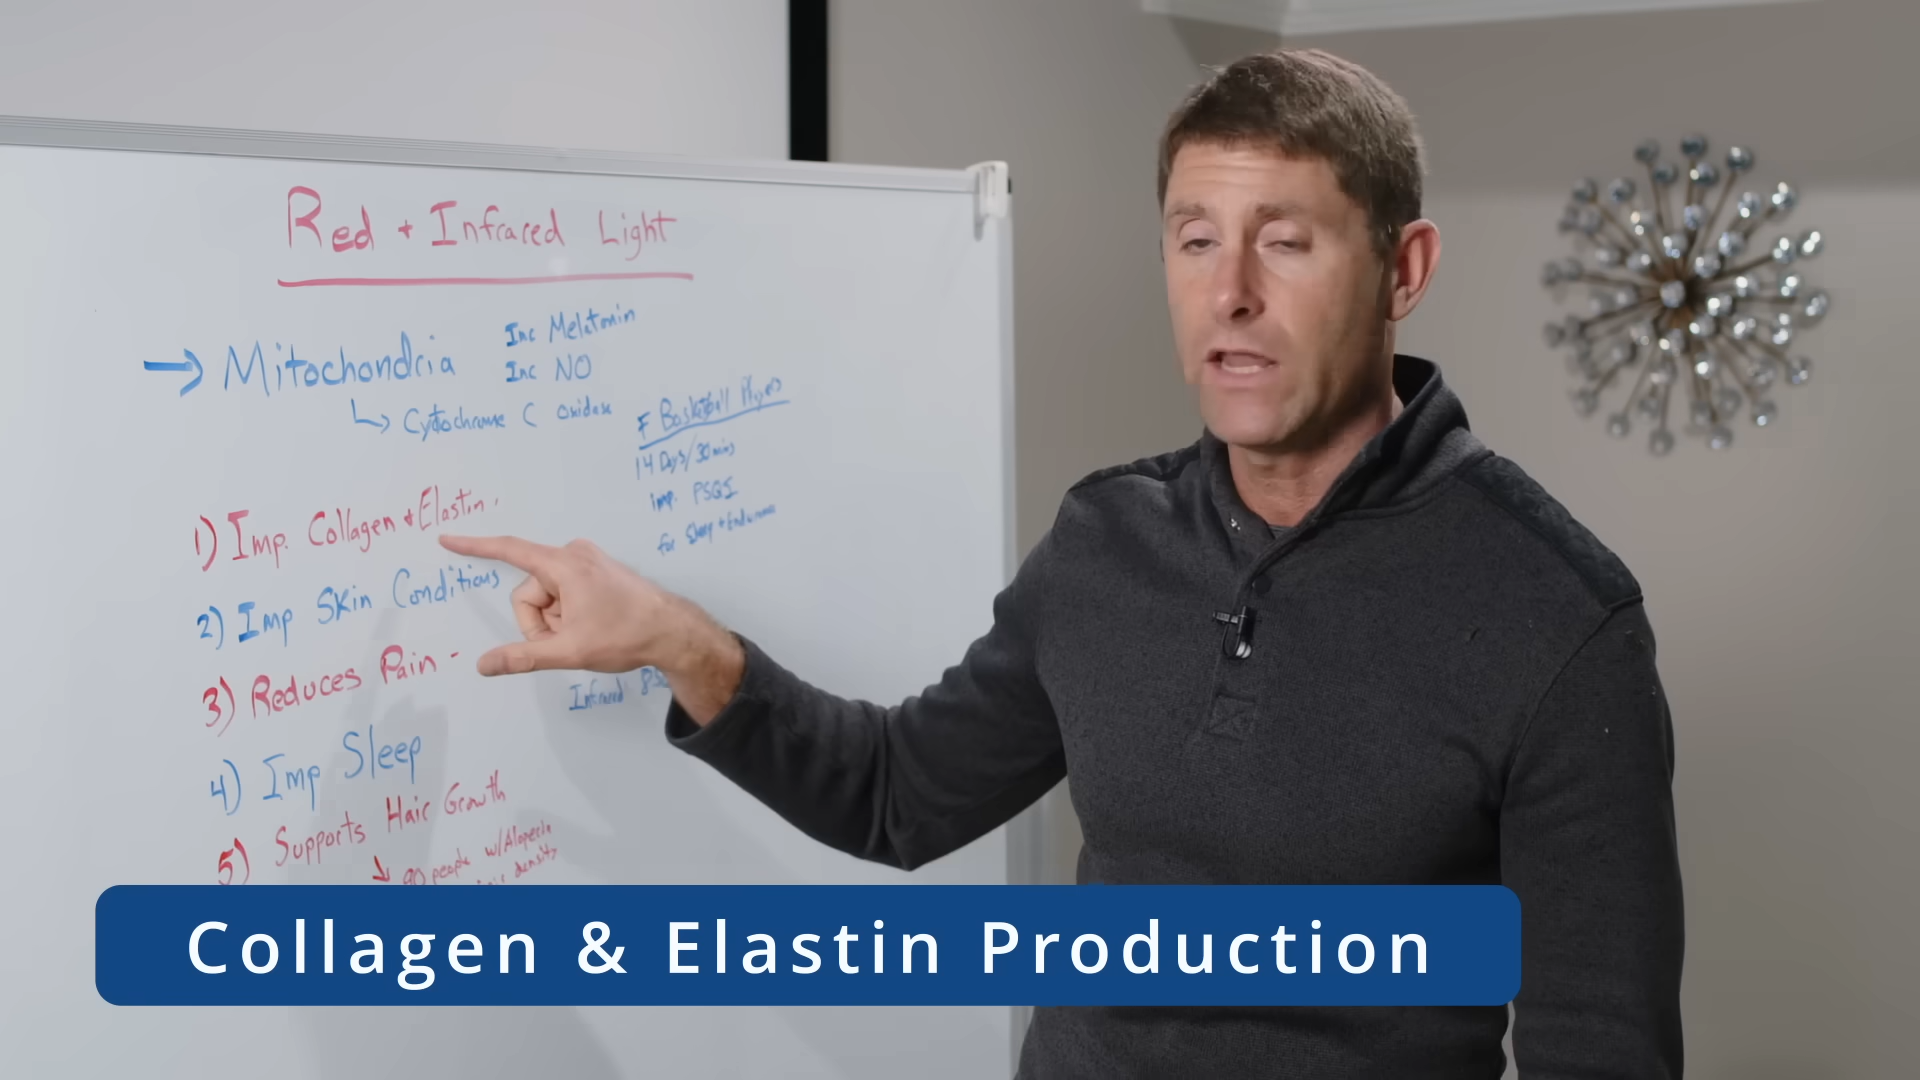 Red + Infrared Light
→ Mitochondria
Inc Melatonin
Inc NO
↳ Cytochrome C oxidase
F Basketball Players
14 Days/30 mins
imp. PSQI
for Sleep + Endurance
1) Imp. Collagen + Elastin.
2) Imp Skin Conditions
3) Reduces Pain -
Infrared 85
4) Imp Sleep
5) Supports Hair Growth
↳ 90 people w/Alopecia
density
Collagen & Elastin Production